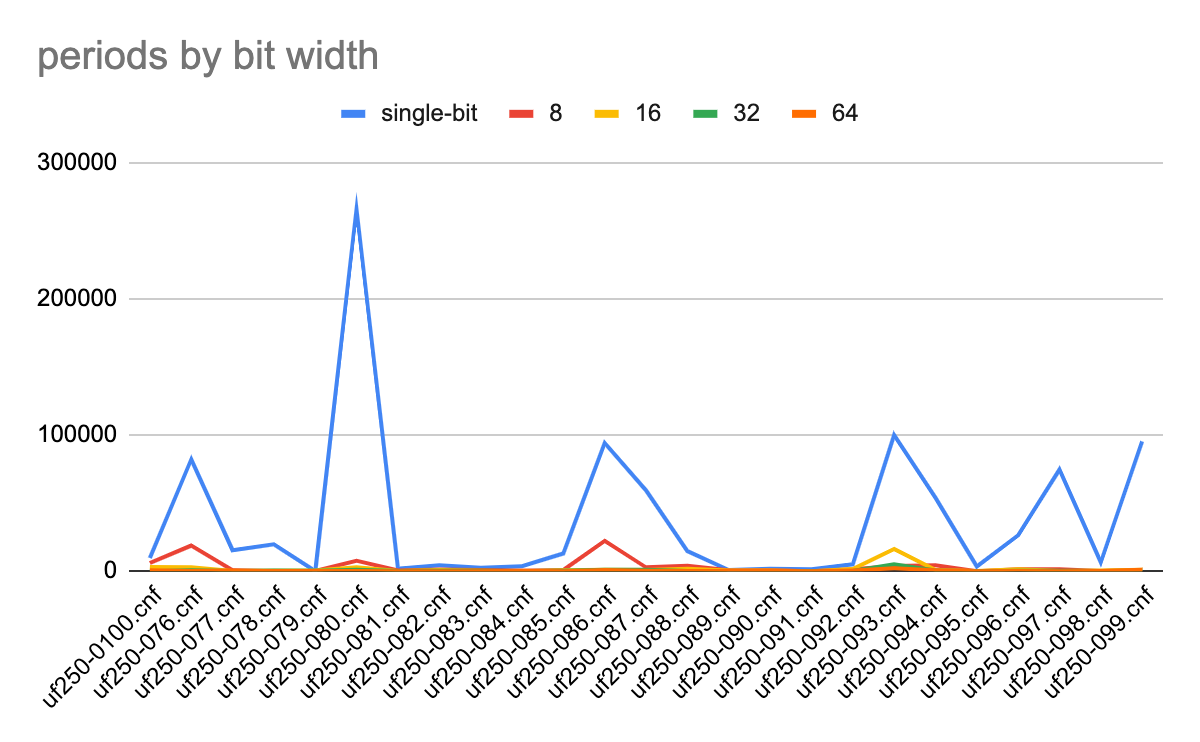 periods by bit width
single-bit 8 16 32 64
300000
200000
100000
0
uf250-0100.cnf
uf250-076.cnf
uf250-077.cnf
uf250-078.cnf
uf250-079.cnf
uf250-080.cnf
uf250-081.cnf
uf250-082.cnf
uf250-083.cnf
uf250-084.cnf
uf250-085.cnf
uf250-086.cnf
uf250-087.cnf
uf250-088.cnf
uf250-089.cnf
uf250-090.cnf
uf250-091.cnf
uf250-092.cnf
uf250-093.cnf
uf250-094.cnf
uf250-095.cnf
uf250-096.cnf
uf250-097.cnf
uf250-098.cnf
uf250-099.cnf